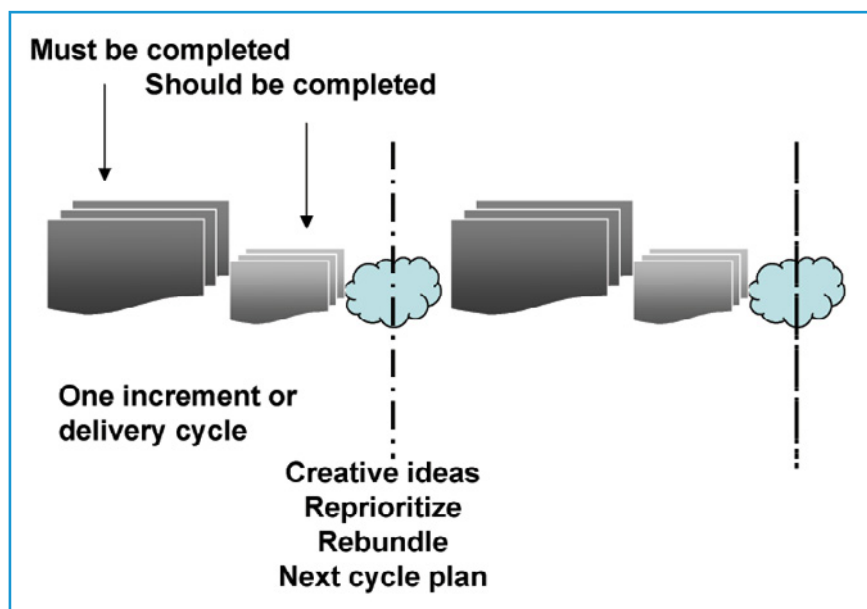 Must be completed
Should be completed
One increment or
delivery cycle
Creative ideas
Reprioritize
Rebundle
Next cycle plan